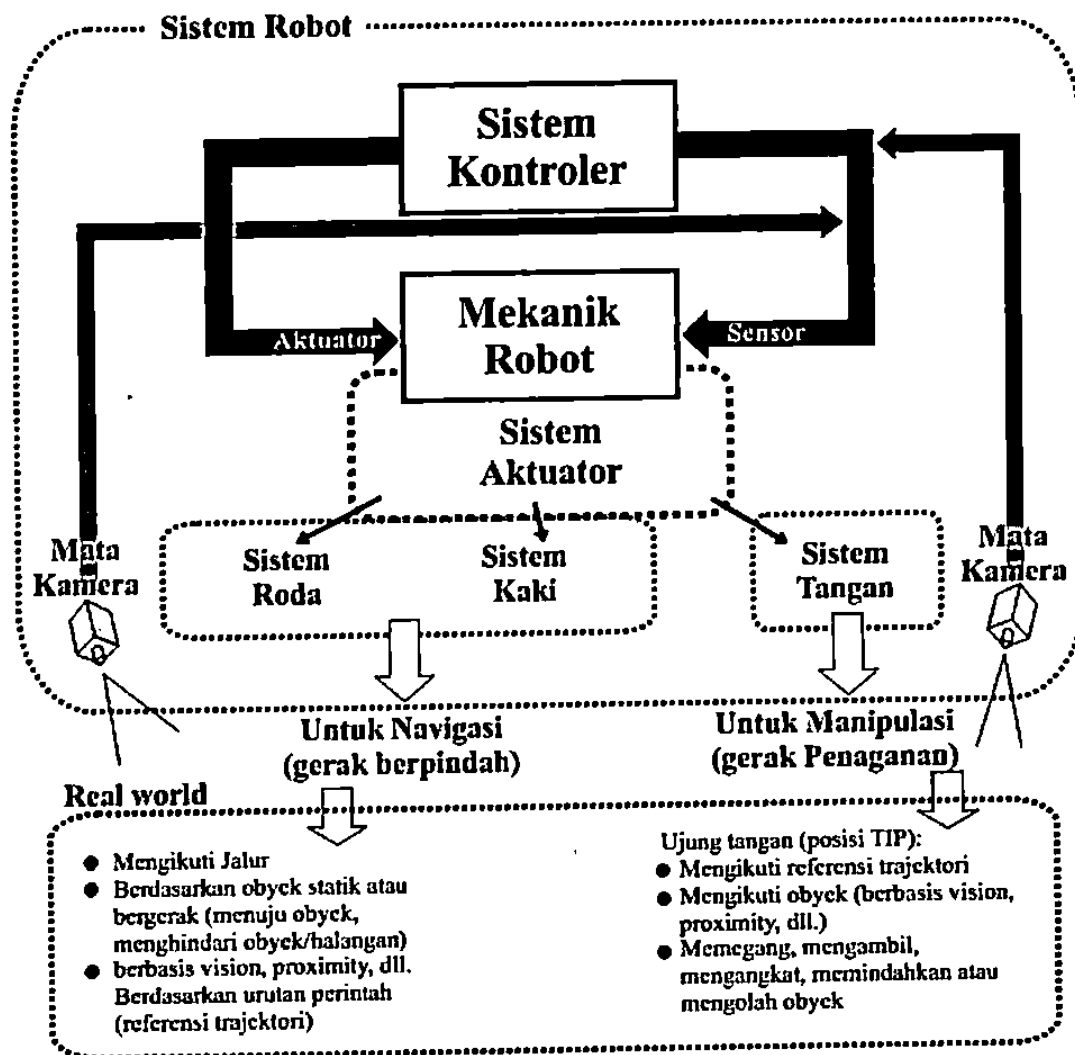 Sistem Robot
Sistem
Kontroler
Mekanik
Robot
Aktuator
Sensor
Sistem
Aktuator
Mata
Kamera
Sistem
Roda
Sistem
Kaki
Sistem
Tangan
Mata
Kamera
Untuk Navigasi
(gerak berpindah)
Untuk Manipulasi
(gerak Penaganan)
Real world
● Mengikuti Jalur
● Berdasarkan obyek statik atau
bergerak (menuju obyek,
menghindari obyek/halangan)
● berbasis vision, proximity, dll.
Berdasarkan urutan perintah
(referensi trajektori)
Ujung tangan (posisi TIP):
● Mengikuti referensi trajektori
● Mengikuti obyek (berbasis vision,
proximity, dll.)
● Memegang, mengambil,
mengangkat, memindahkan atau
mengolah obyek